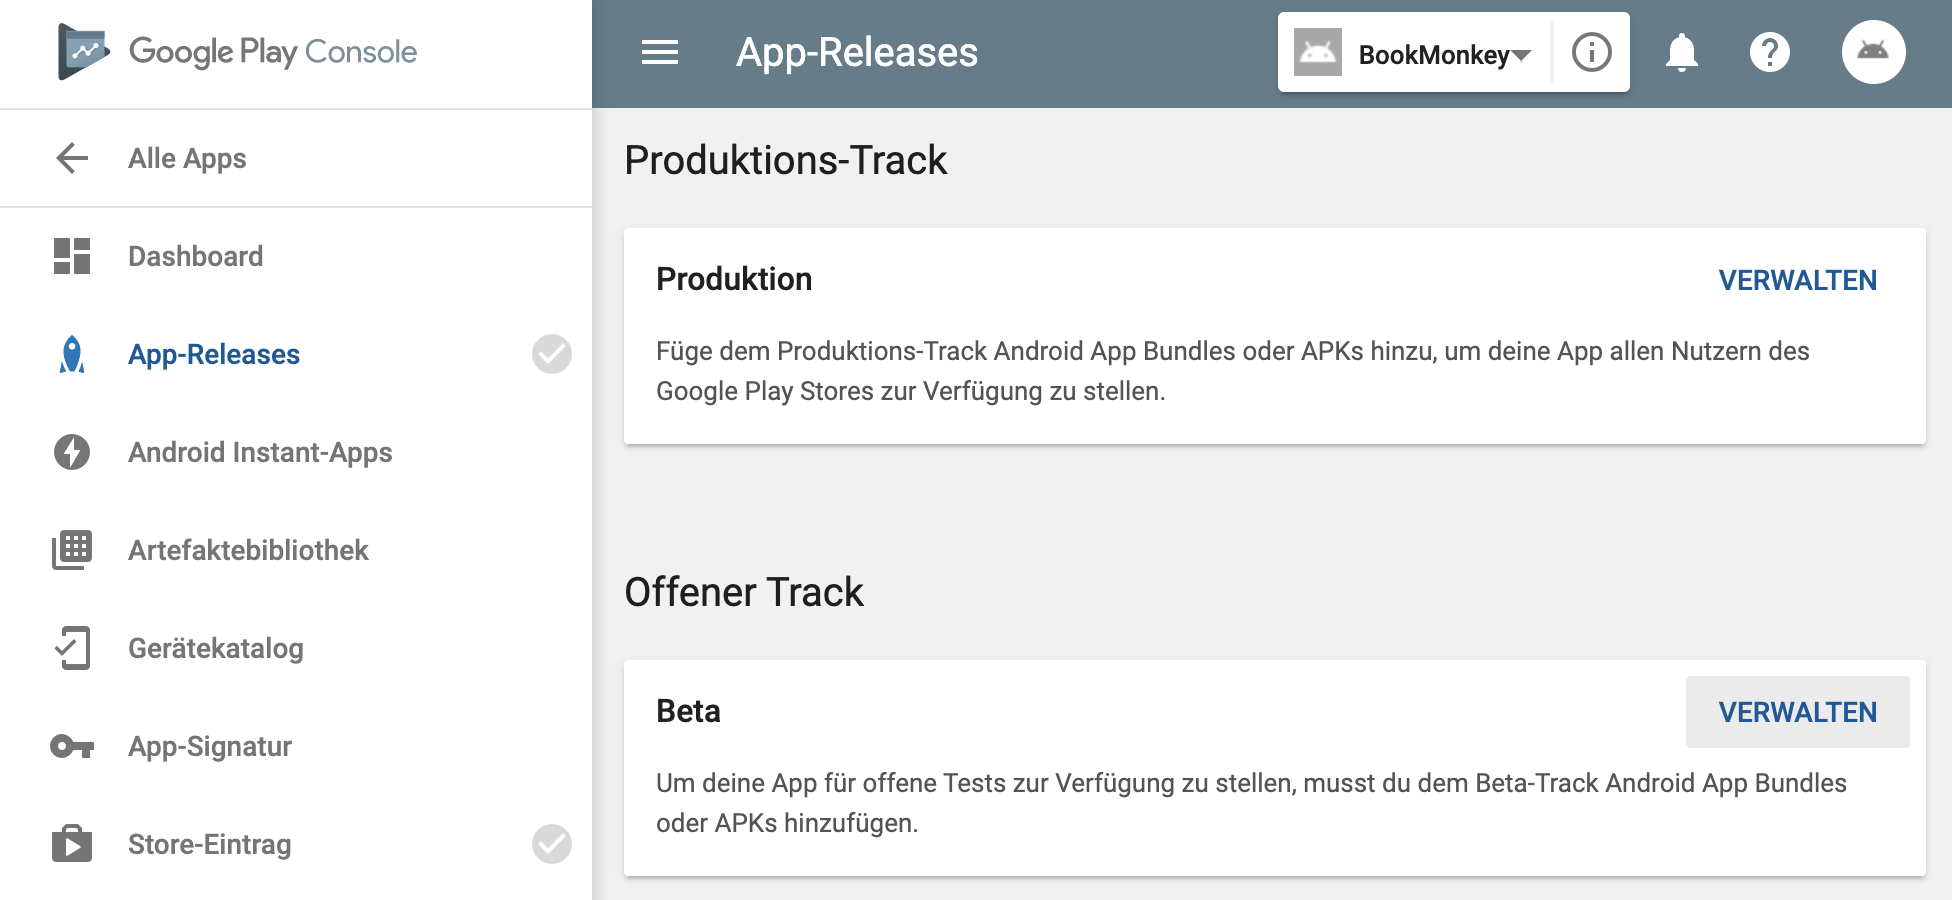 Google Play Console
Alle Apps
Dashboard
App-Releases
Android Instant-Apps
Artefaktebibliothek
Gerätekatalog
App-Signatur
Store-Eintrag
App-Releases
BookMonkey
Produktions-Track
Produktion
VERWALTEN
Füge dem Produktions-Track Android App Bundles oder APKs hinzu, um deine App allen Nutzern des
Google Play Stores zur Verfügung zu stellen.
Offener Track
Beta
VERWALTEN
Um deine App für offene Tests zur Verfügung zu stellen, musst du dem Beta-Track Android App Bundles
oder APKs hinzufügen.